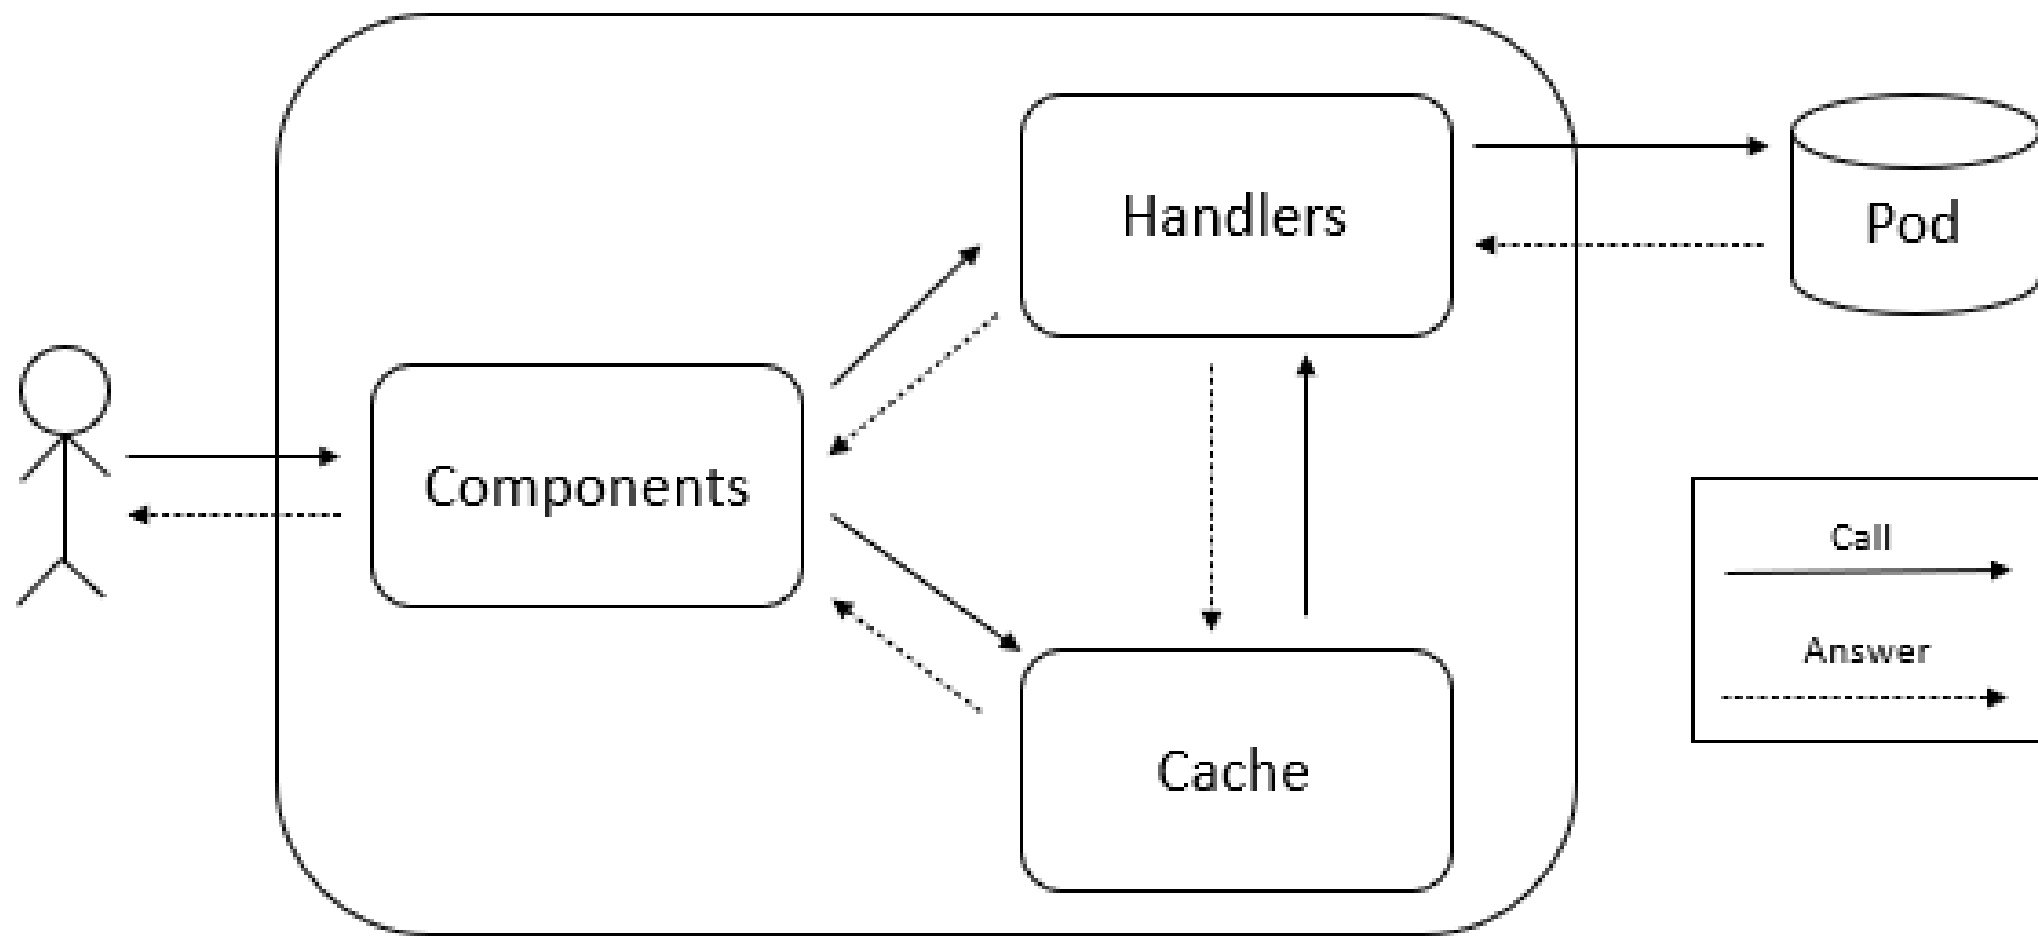 Handlers
Pod
Components
Call
Answer
Cache